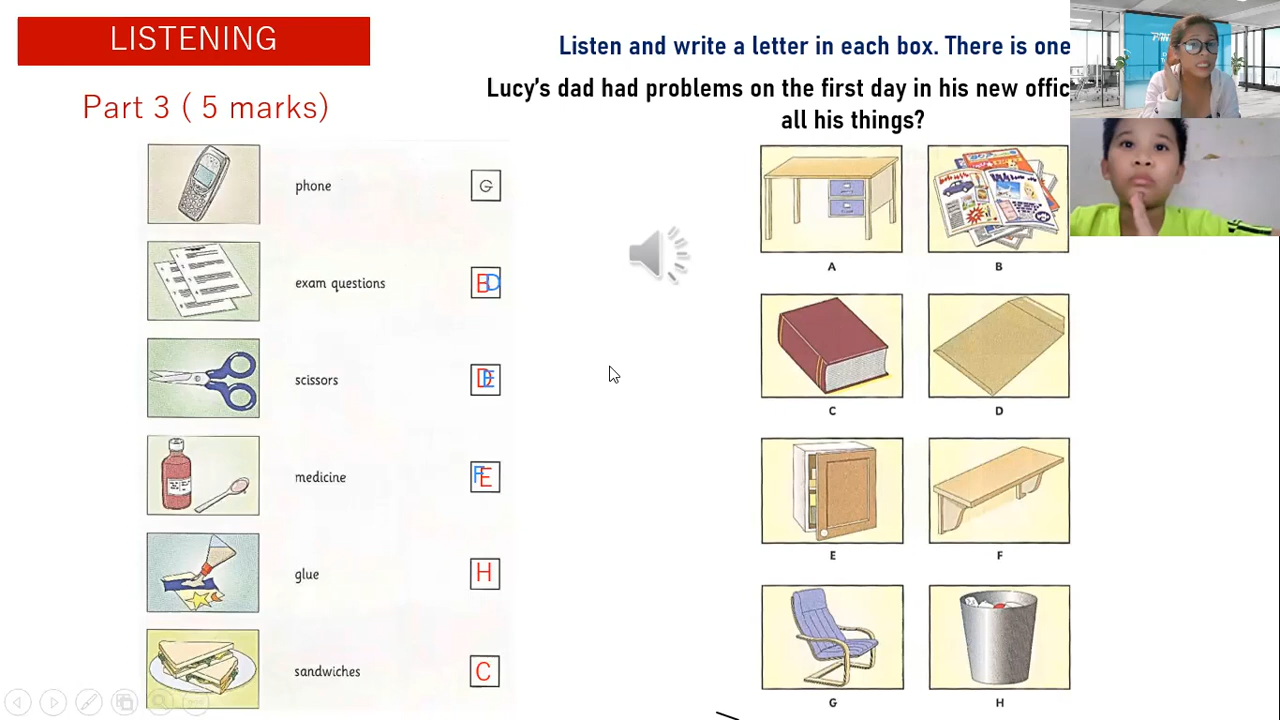 LISTENING
Part 3 ( 5 marks)
Listen and write a letter in each box. There is one
Lucy's dad had problems on the first day in his new offic
all his things?
phone
G
exam questions
scissors
medicine
glue
H
sandwiches
C
A
B
C
D
E
F
G
H